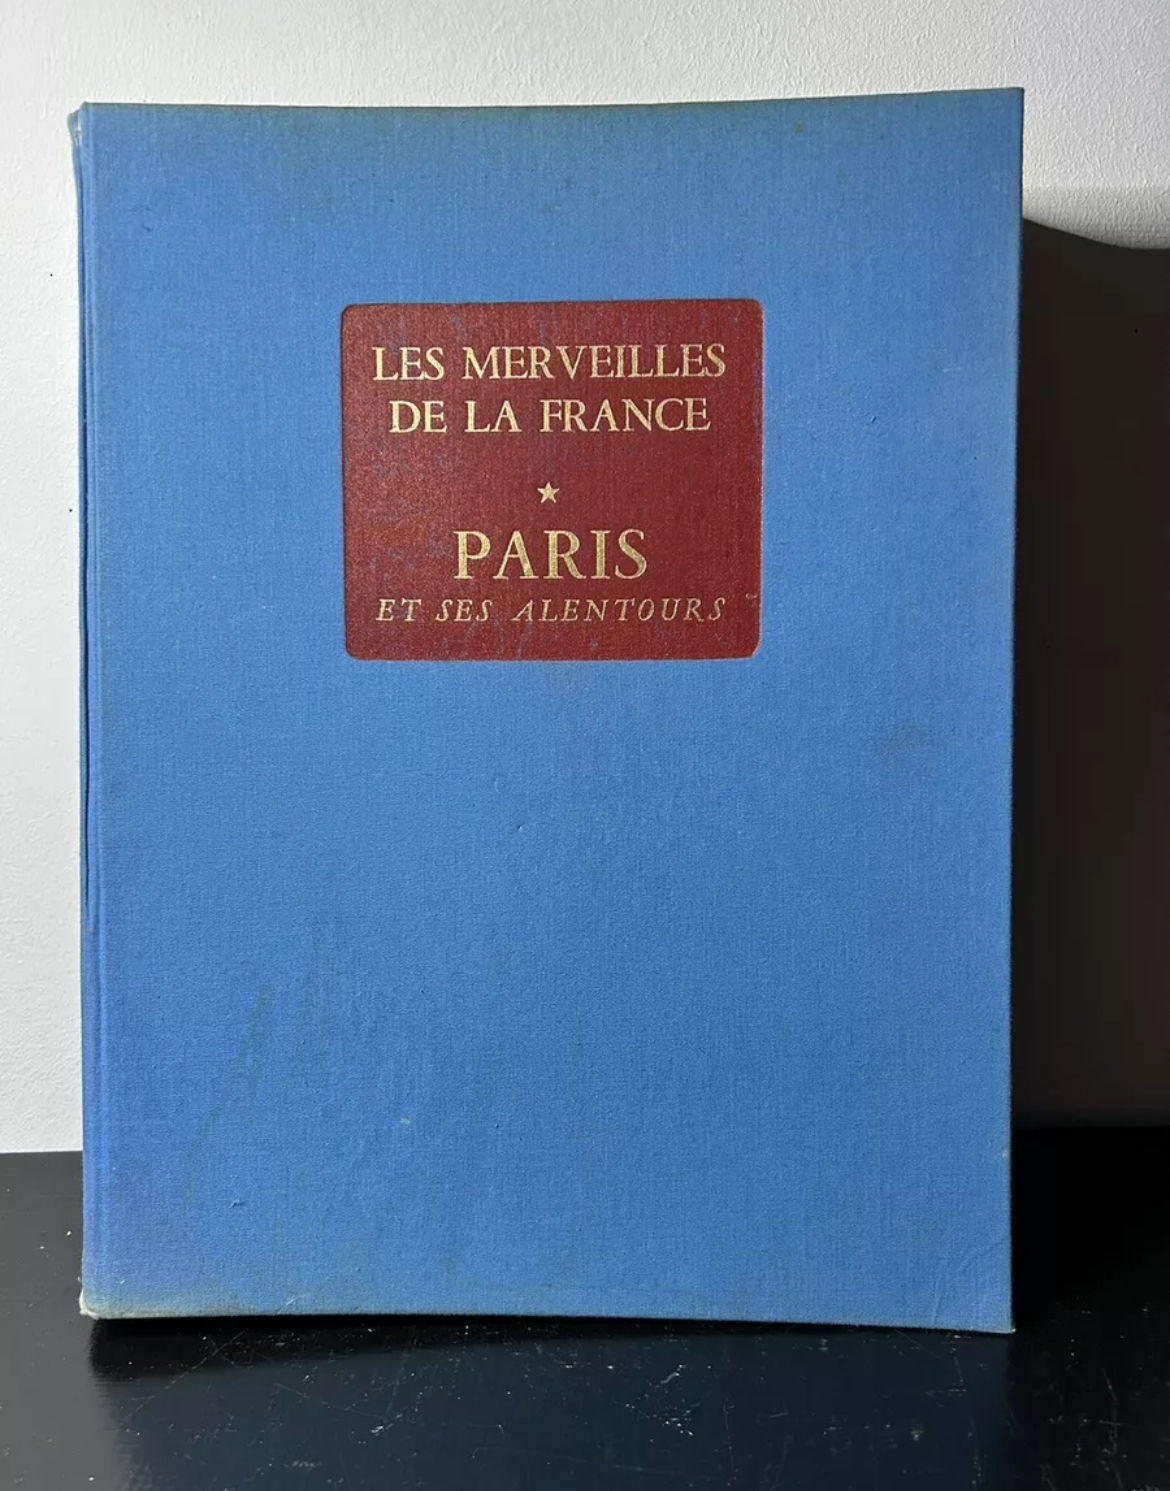 LES MERVEILLES
DE LA FRANCE
★
PARIS
ET SES ALENTOURS